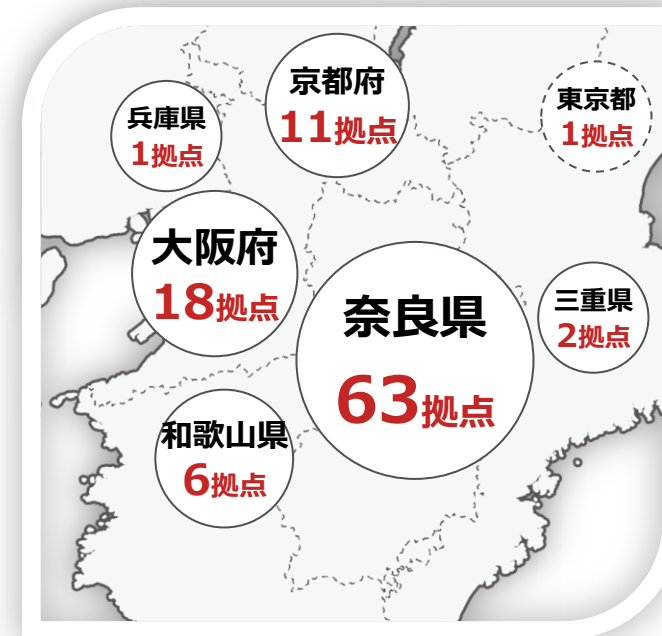 京都府
11拠点
兵庫県
1拠点
東京都
1拠点
大阪府
18拠点
奈良県
63拠点
三重県
2拠点
和歌山県
6拠点